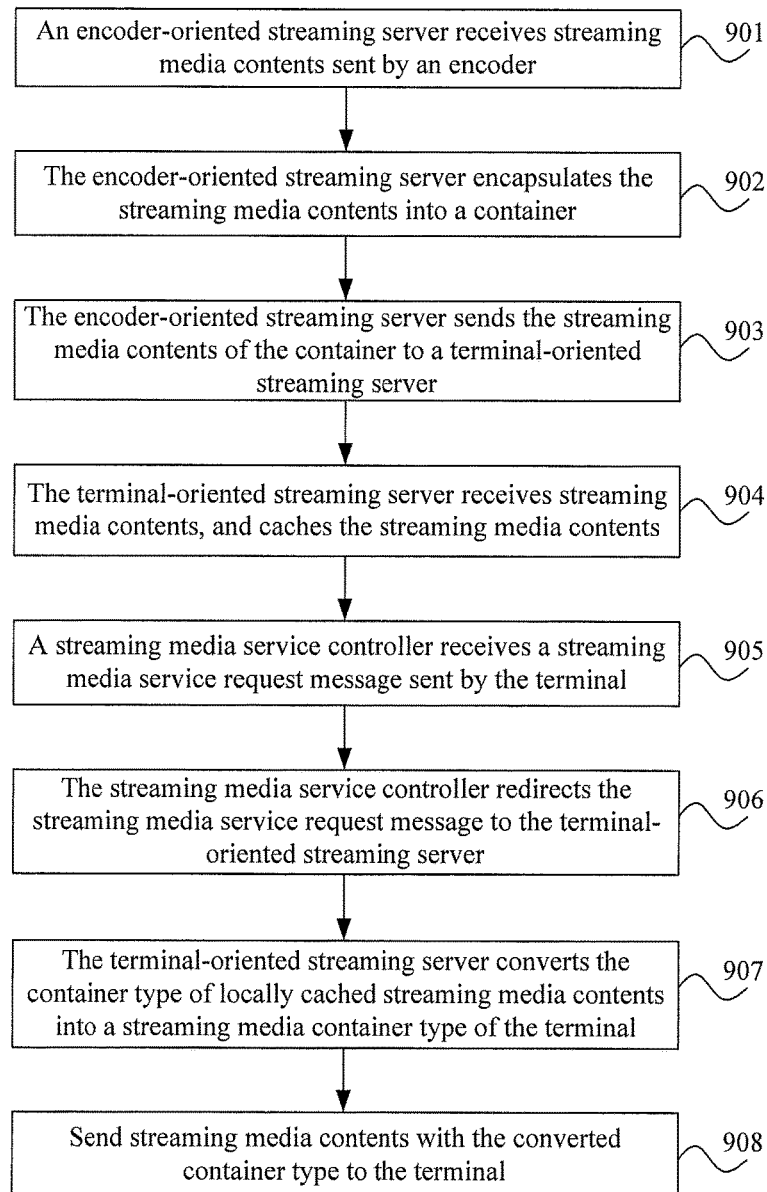 An encoder-oriented streaming server receives streaming
media contents sent by an encoder
901
The encoder-oriented streaming server encapsulates the
streaming media contents into a container
902
The encoder-oriented streaming server sends the streaming
media contents of the container to a terminal-oriented
streaming server
903
The terminal-oriented streaming server receives streaming
media contents, and caches the streaming media contents
904
A streaming media service controller receives a streaming
media service request message sent by the terminal
905
The streaming media service controller redirects the
streaming media service request message to the terminal-
oriented streaming server
906
The terminal-oriented streaming server converts the
container type of locally cached streaming media contents
into a streaming media container type of the terminal
907
Send streaming media contents with the converted
container type to the terminal
908